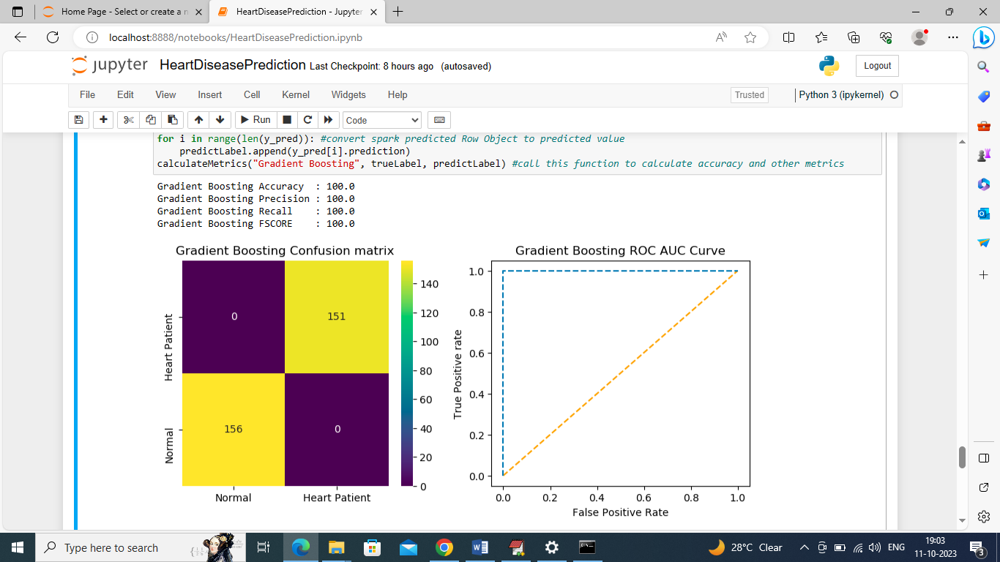 Home Page - Select or create a n
HeartDiseasePrediction - Jupyter
localhost:8888/notebooks/HeartDiseasePrediction.ipynb
jupyter HeartDiseasePrediction Last Checkpoint: 8 hours ago (autosaved)
Logout
File Edit View Insert Cell Kernel Widgets Help
Trusted
Python 3 (ipykernel)
Run
Code
for i in range(len(y_pred)): #convert spark predicted Row Object to predicted value
    predictLabel.append(y_pred[i].prediction)
calculateMetrics("Gradient Boosting", trueLabel, predictLabel) #call this function to calculate accuracy and other metrics
Gradient Boosting Accuracy  : 100.0
Gradient Boosting Precision : 100.0
Gradient Boosting Recall    : 100.0
Gradient Boosting FSCORE    : 100.0
Gradient Boosting Confusion matrix
Heart Patient
Normal
0 151
156 0
Normal Heart Patient
140
120
100
80
60
40
20
0
Gradient Boosting ROC AUC Curve
True Positive rate
1.0
0.8
0.6
0.4
0.2
0.0
0.0 0.2 0.4 0.6 0.8 1.0
False Positive Rate
Type here to search
28°C Clear
ENG
19:03
11-10-2023
3